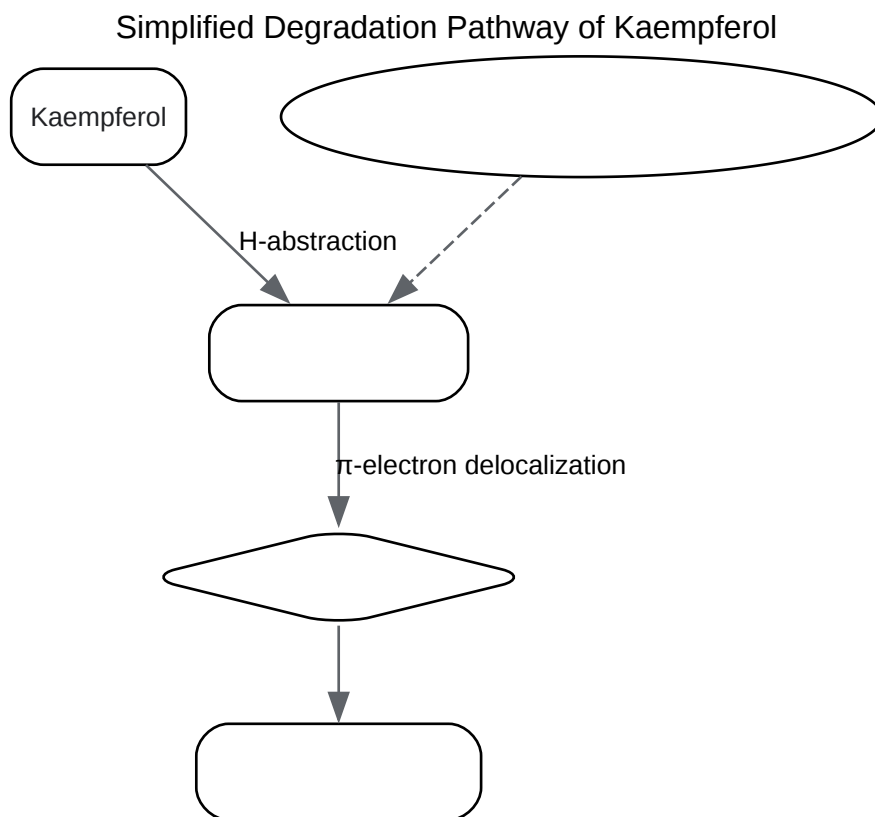 Simplified Degradation Pathway of Kaempferol
Kaempferol
H-abstraction
π-electron delocalization